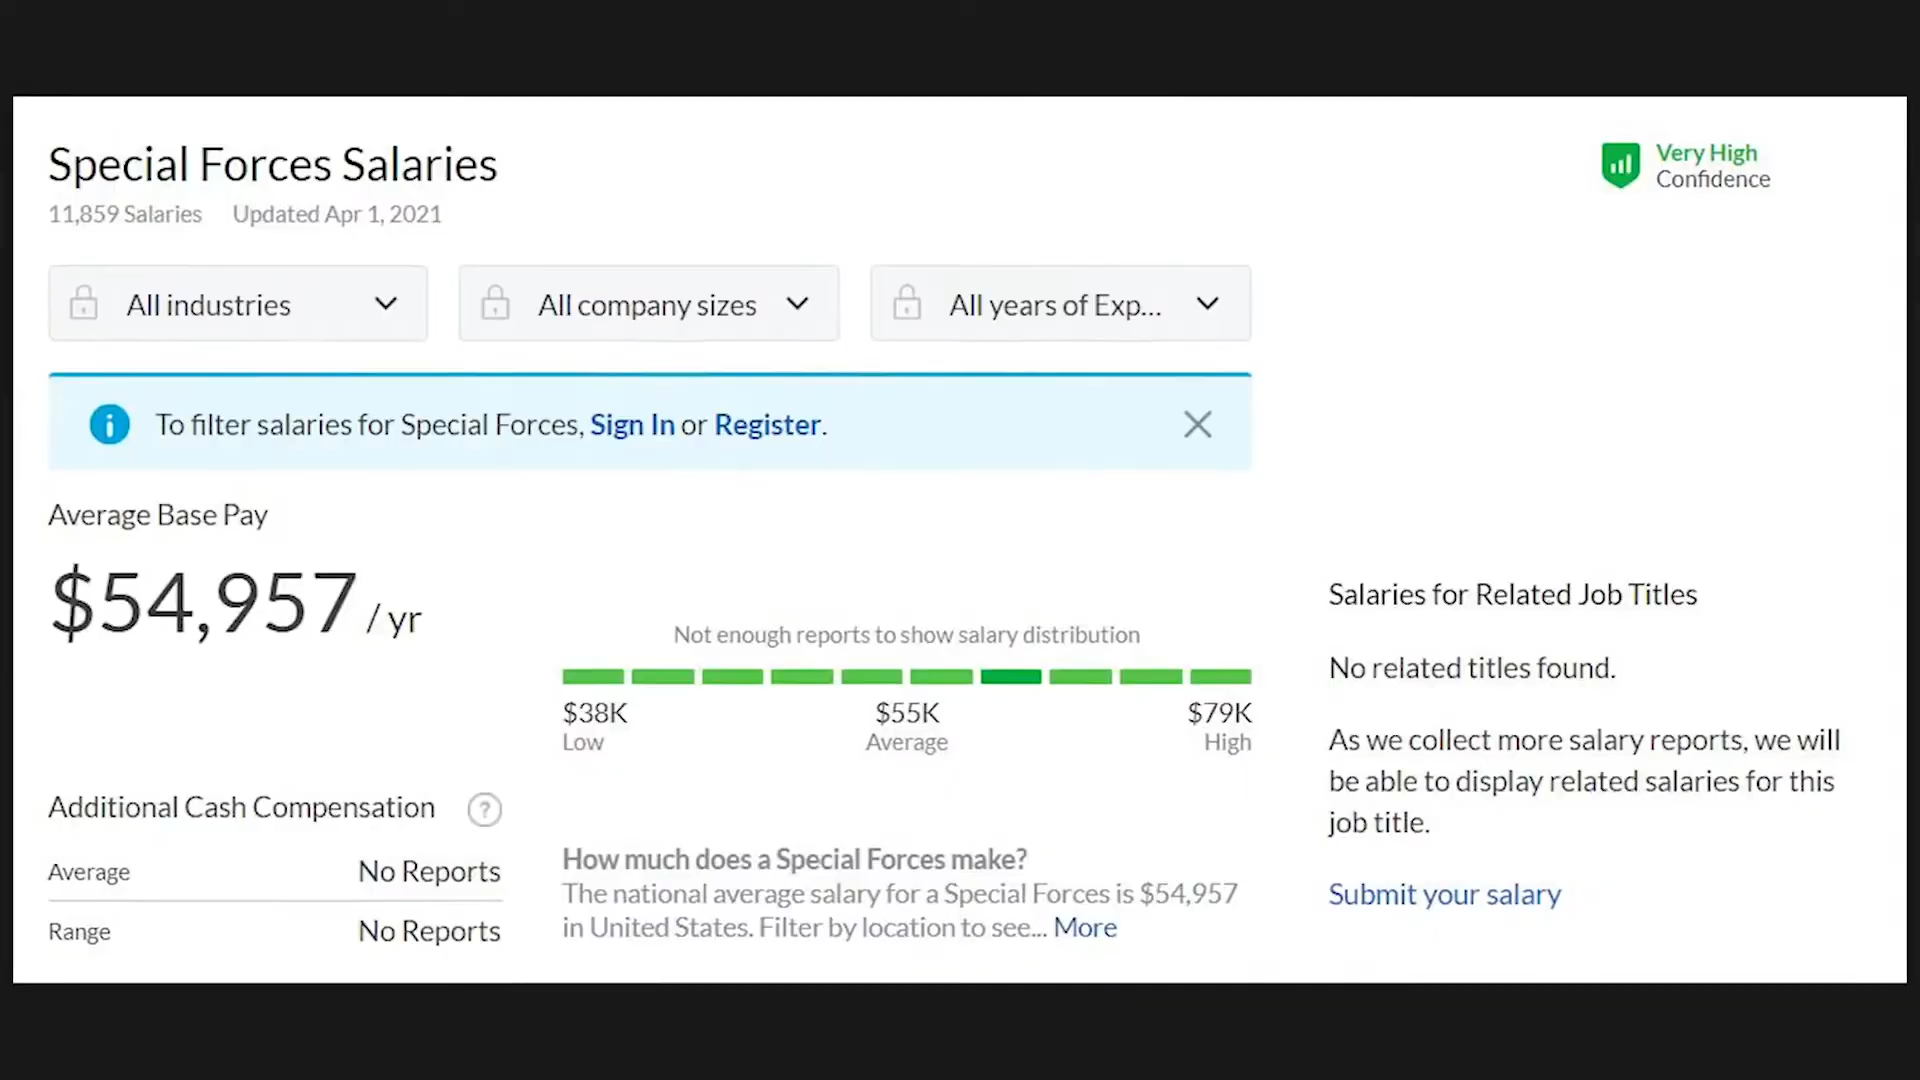 Special Forces Salaries
11,859 Salaries Updated Apr 1, 2021
Very High
Confidence
All industries
All company sizes
All years of Exp...
To filter salaries for Special Forces, Sign In or Register.
Average Base Pay
$54,957 / yr
Not enough reports to show salary distribution
$38K
Low
$55K
Average
$79K
High
Additional Cash Compensation ?
Average No Reports
Range No Reports
How much does a Special Forces make?
The national average salary for a Special Forces is $54,957
in United States. Filter by location to see... More
Salaries for Related Job Titles
No related titles found.
As we collect more salary reports, we will
be able to display related salaries for this
job title.
Submit your salary